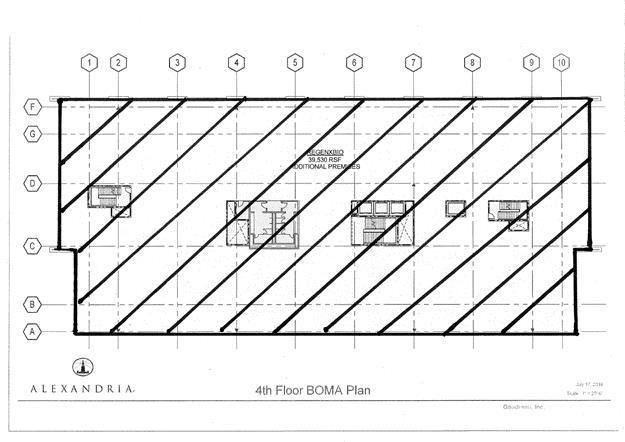 1 2 3 4 5 6 7 8 9 10
F
G
REGENXBIO
39,530 RSF
ADDITIONAL PREMISES
D
C
B
A
ALEXANDRIA
4th Floor BOMA Plan